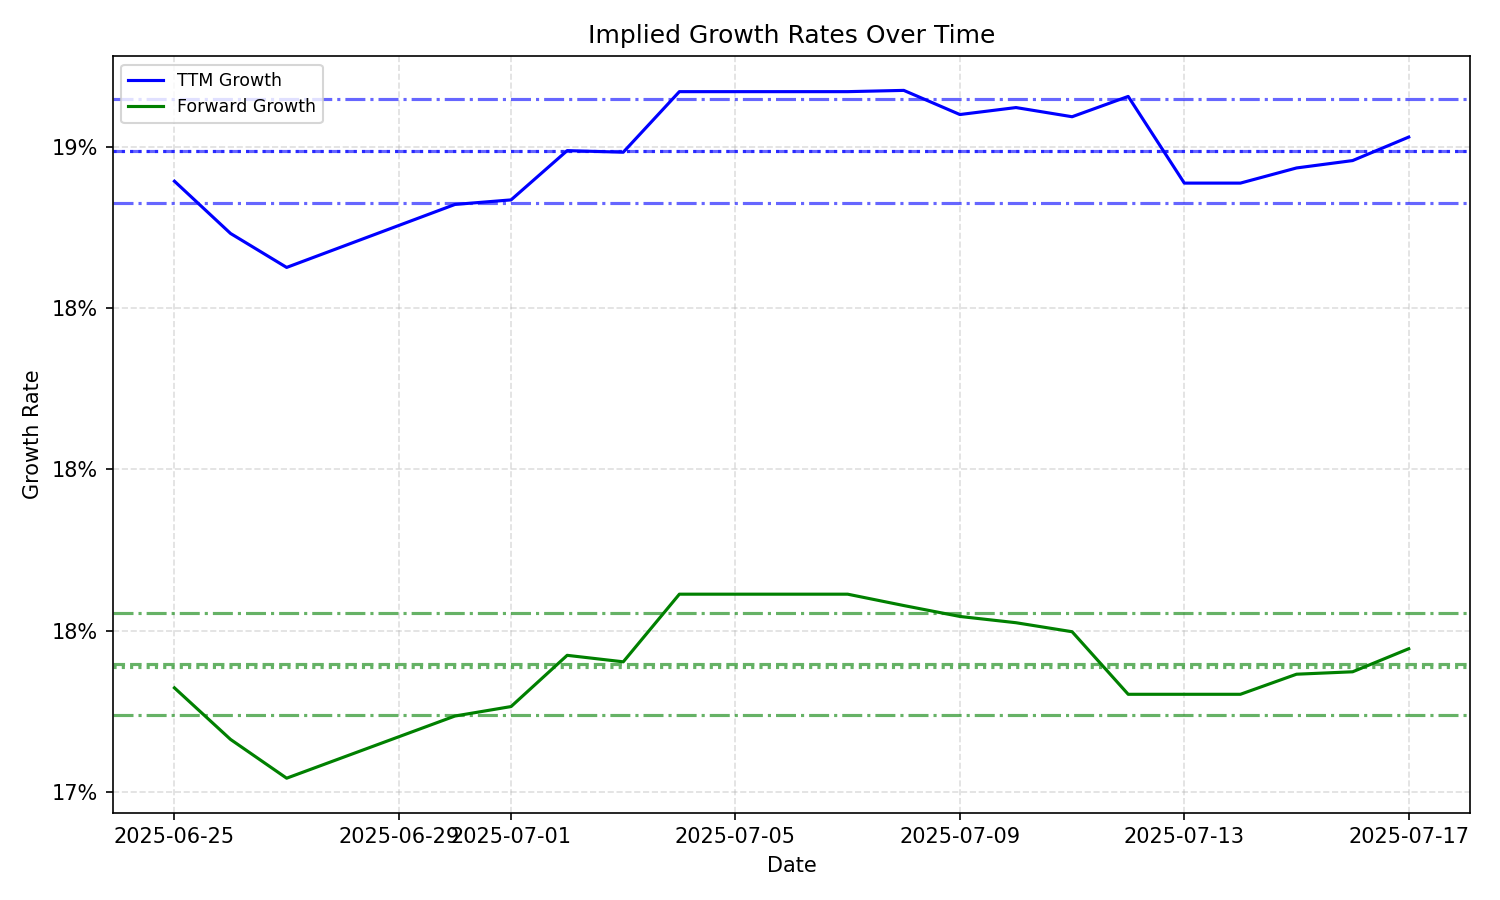 Implied Growth Rates Over Time
TTM Growth
Forward Growth
19%
18%
18%
18%
17%
Growth Rate
2025-06-25
2025-06-29
2025-07-01
2025-07-05
2025-07-09
2025-07-13
2025-07-17
Date